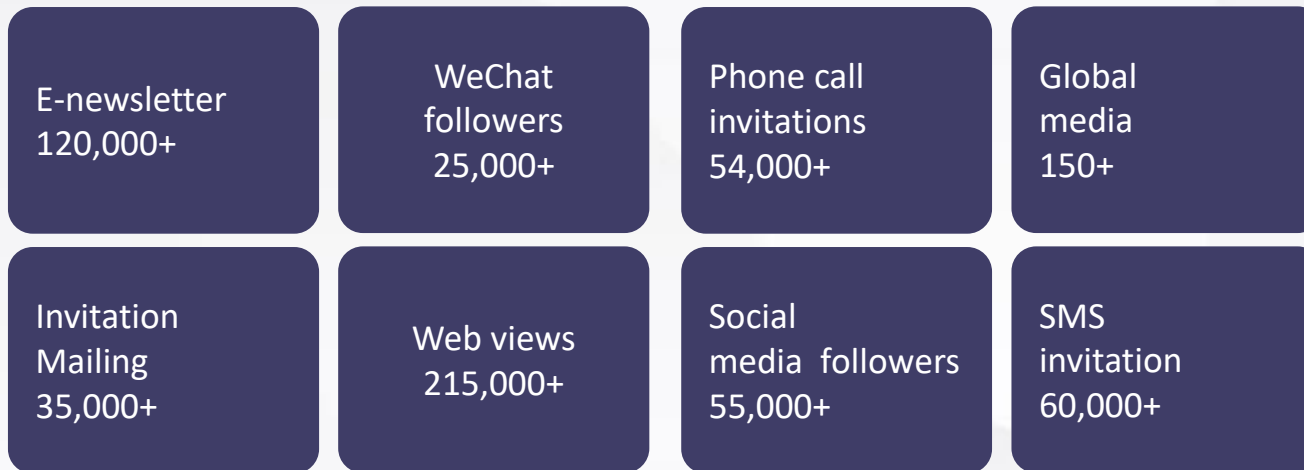 E-newsletter
120,000+
WeChat
followers
25,000+
Phone call
invitations
54,000+
Global
media
150+
Invitation
Mailing
35,000+
Web views
215,000+
Social
media  followers
55,000+
SMS
invitation
60,000+